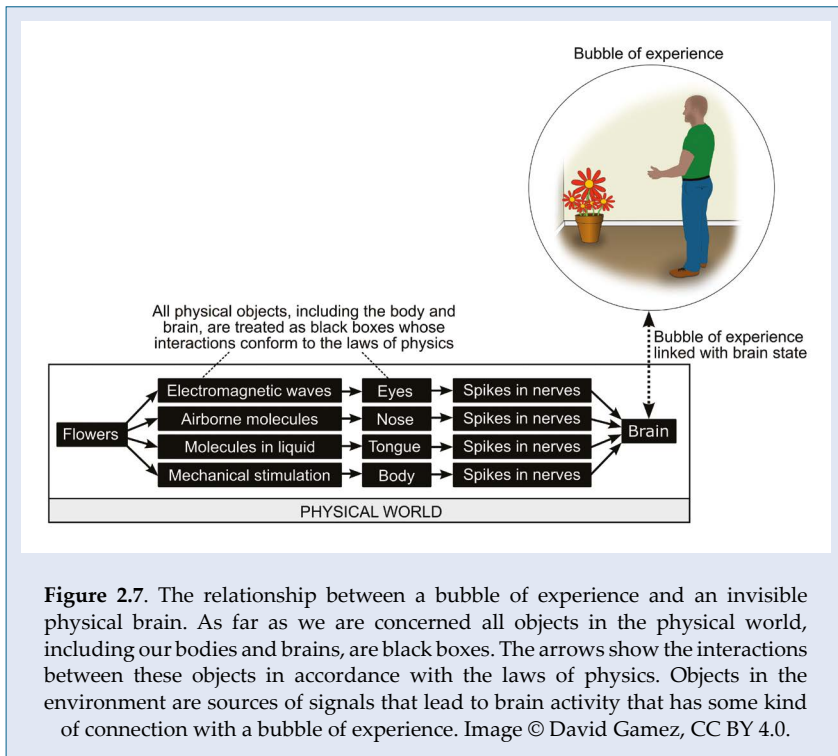 Bubble of experience
All physical objects, including the body and
brain, are treated as black boxes whose
interactions conform to the laws of physics
Bubble of experience
linked with brain state
Flowers
Electromagnetic waves
Eyes
Spikes in nerves
Airborne molecules
Nose
Spikes in nerves
Molecules in liquid
Tongue
Spikes in nerves
Mechanical stimulation
Body
Spikes in nerves
Brain
PHYSICAL WORLD
Figure 2.7. The relationship between a bubble of experience and an invisible
physical brain. As far as we are concerned all objects in the physical world,
including our bodies and brains, are black boxes. The arrows show the interactions
between these objects in accordance with the laws of physics. Objects in the
environment are sources of signals that lead to brain activity that has some kind
of connection with a bubble of experience. Image © David Gamez, CC BY 4.0.